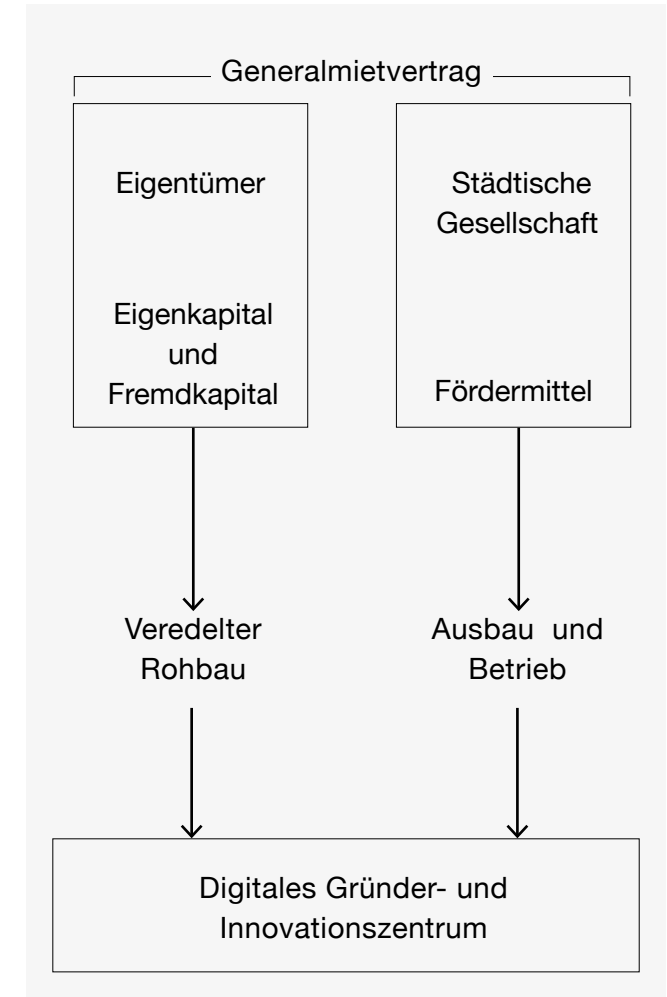 Generalmietvertrag
Eigentümer
Eigenkapital
und
Fremdkapital
Städtische
Gesellschaft
Fördermittel
Veredelter
Rohbau
Ausbau und
Betrieb
Digitales Gründer- und
Innovationszentrum